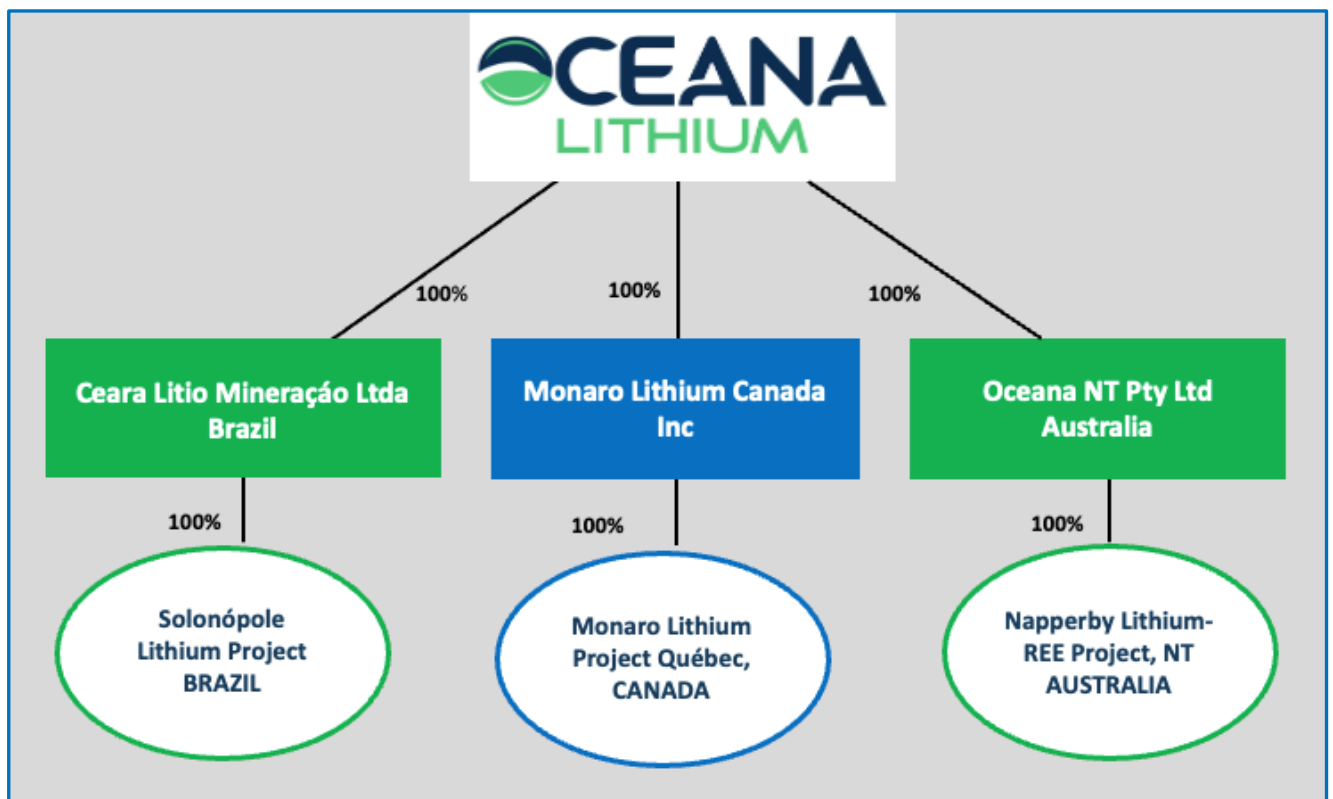 OCEANA
LITHIUM
100%
100%
100%
Ceara Litio Mineraçáo Ltda
Brazil
Monaro Lithium Canada
Inc
Oceana NT Pty Ltd
Australia
100%
100%
100%
Solonópole
Lithium Project
BRAZIL
Monaro Lithium
Project Québec,
CANADA
Napperby Lithium-
REE Project, NT
AUSTRALIA